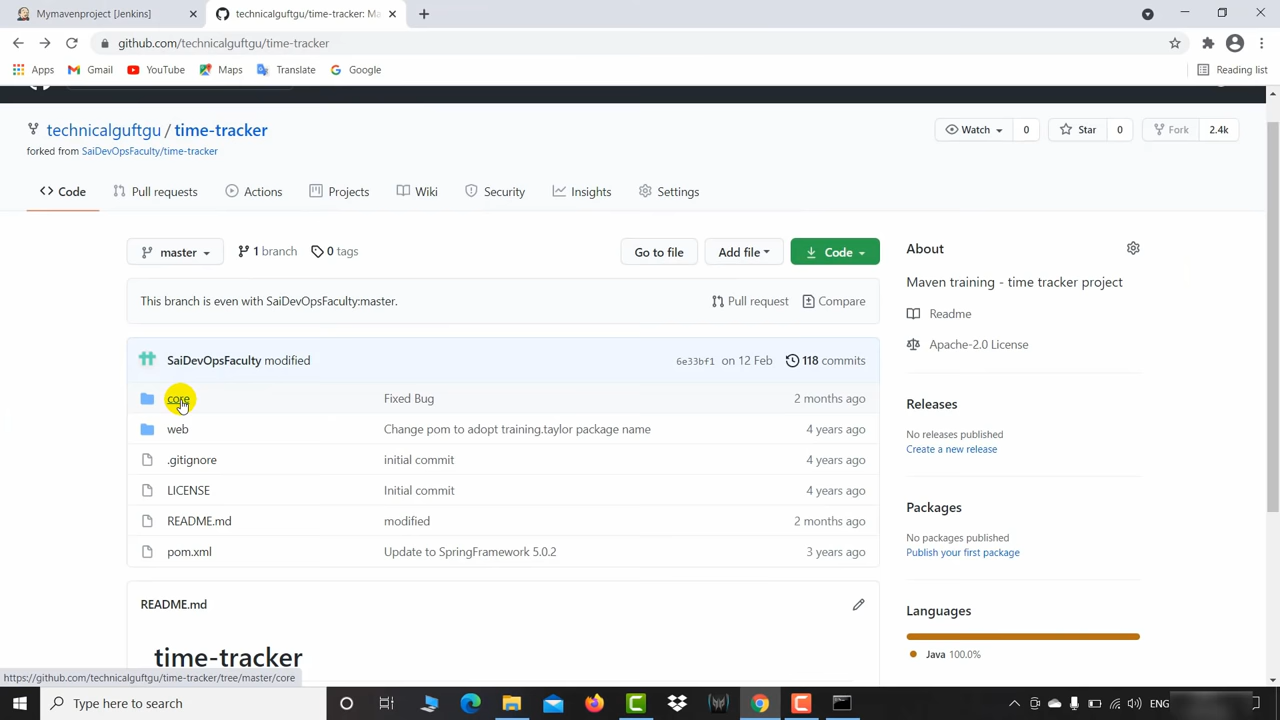 Mymavenproject [Jenkins]
technicalguftgu/time-tracker: Ma
github.com/technicalguftgu/time-tracker
Apps Gmail YouTube Maps Translate Google Reading list
technicalguftgu / time-tracker
Watch 0 Star 0 Fork 2.4k
forked from SaiDevOpsFaculty/time-tracker
Code Pull requests Actions Projects Wiki Security Insights Settings
master 1 branch 0 tags Go to file Add file Code
This branch is even with SaiDevOpsFaculty:master. Pull request Compare
SaiDevOpsFaculty modified 6e33bf1 on 12 Feb 118 commits
core Fixed Bug 2 months ago
web Change pom to adopt training.taylor package name 4 years ago
.gitignore initial commit 4 years ago
LICENSE Initial commit 4 years ago
README.md modified 2 months ago
pom.xml Update to SpringFramework 5.0.2 3 years ago
README.md
time-tracker
About
Maven training - time tracker project
Readme
Apache-2.0 License
Releases
No releases published
Create a new release
Packages
No packages published
Publish your first package
Languages
Java 100.0%
https://github.com/technicalguftgu/time-tracker/tree/master/core
Type here to search
ENG